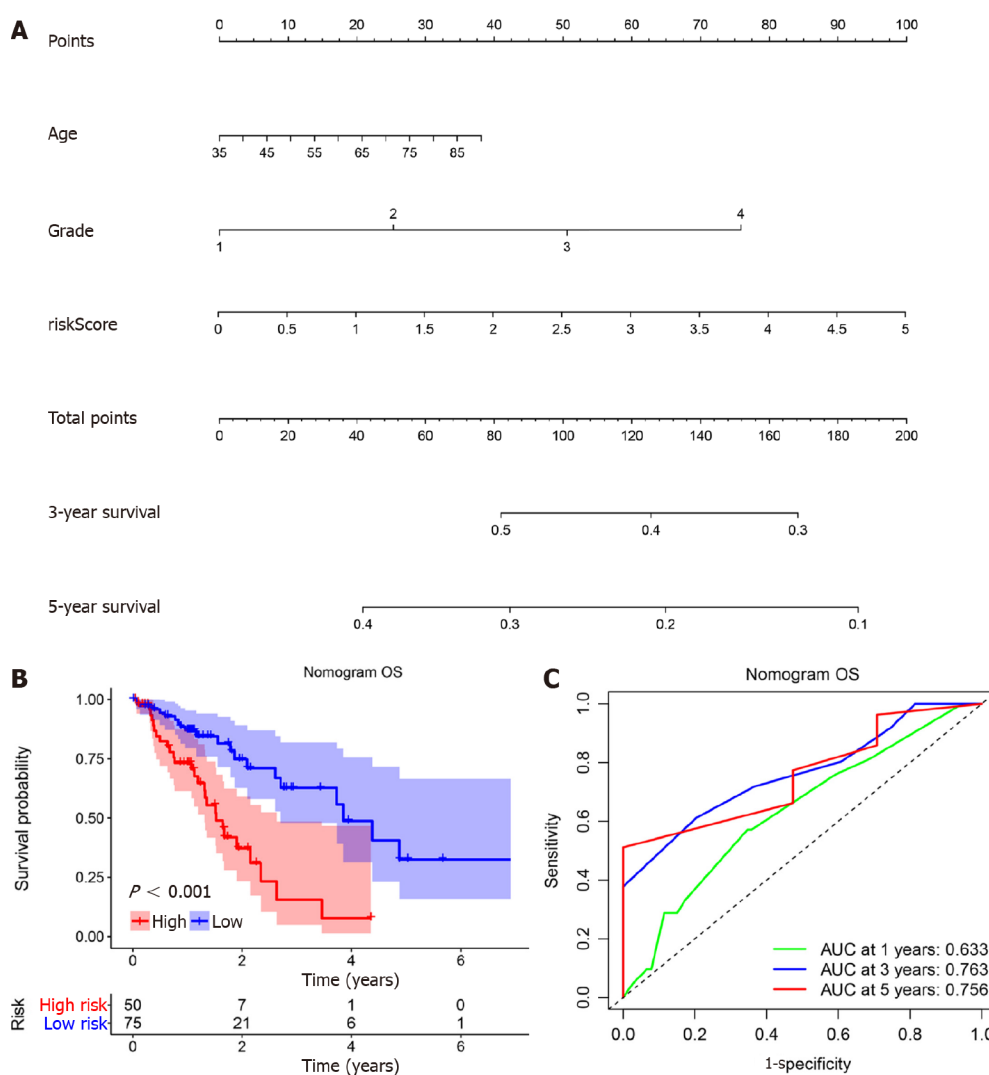 A
Points
0 10 20 30 40 50 60 70 80 90 100
Age
35 45 55 65 75 85
Grade
2 4
1 3
riskScore
0 0.5 1 1.5 2 2.5 3 3.5 4 4.5 5
Total points
0 20 40 60 80 100 120 140 160 180 200
3-year survival
0.5 0.4 0.3
5-year survival
0.4 0.3 0.2 0.1
B
Nomogram OS
Survival probability
1.00
0.75
0.50
0.25
0.00
P < 0.001
High Low
0 2 4 6
Time (years)
Risk
High risk 50 7 1 0
Low risk 75 21 6 1
0 2 4 6
Time (years)
C
Nomogram OS
Sensitivity
1.0
0.8
0.6
0.4
0.2
0.0
AUC at 1 years: 0.633
AUC at 3 years: 0.763
AUC at 5 years: 0.756
0.0 0.2 0.4 0.6 0.8 1.0
1-specificity